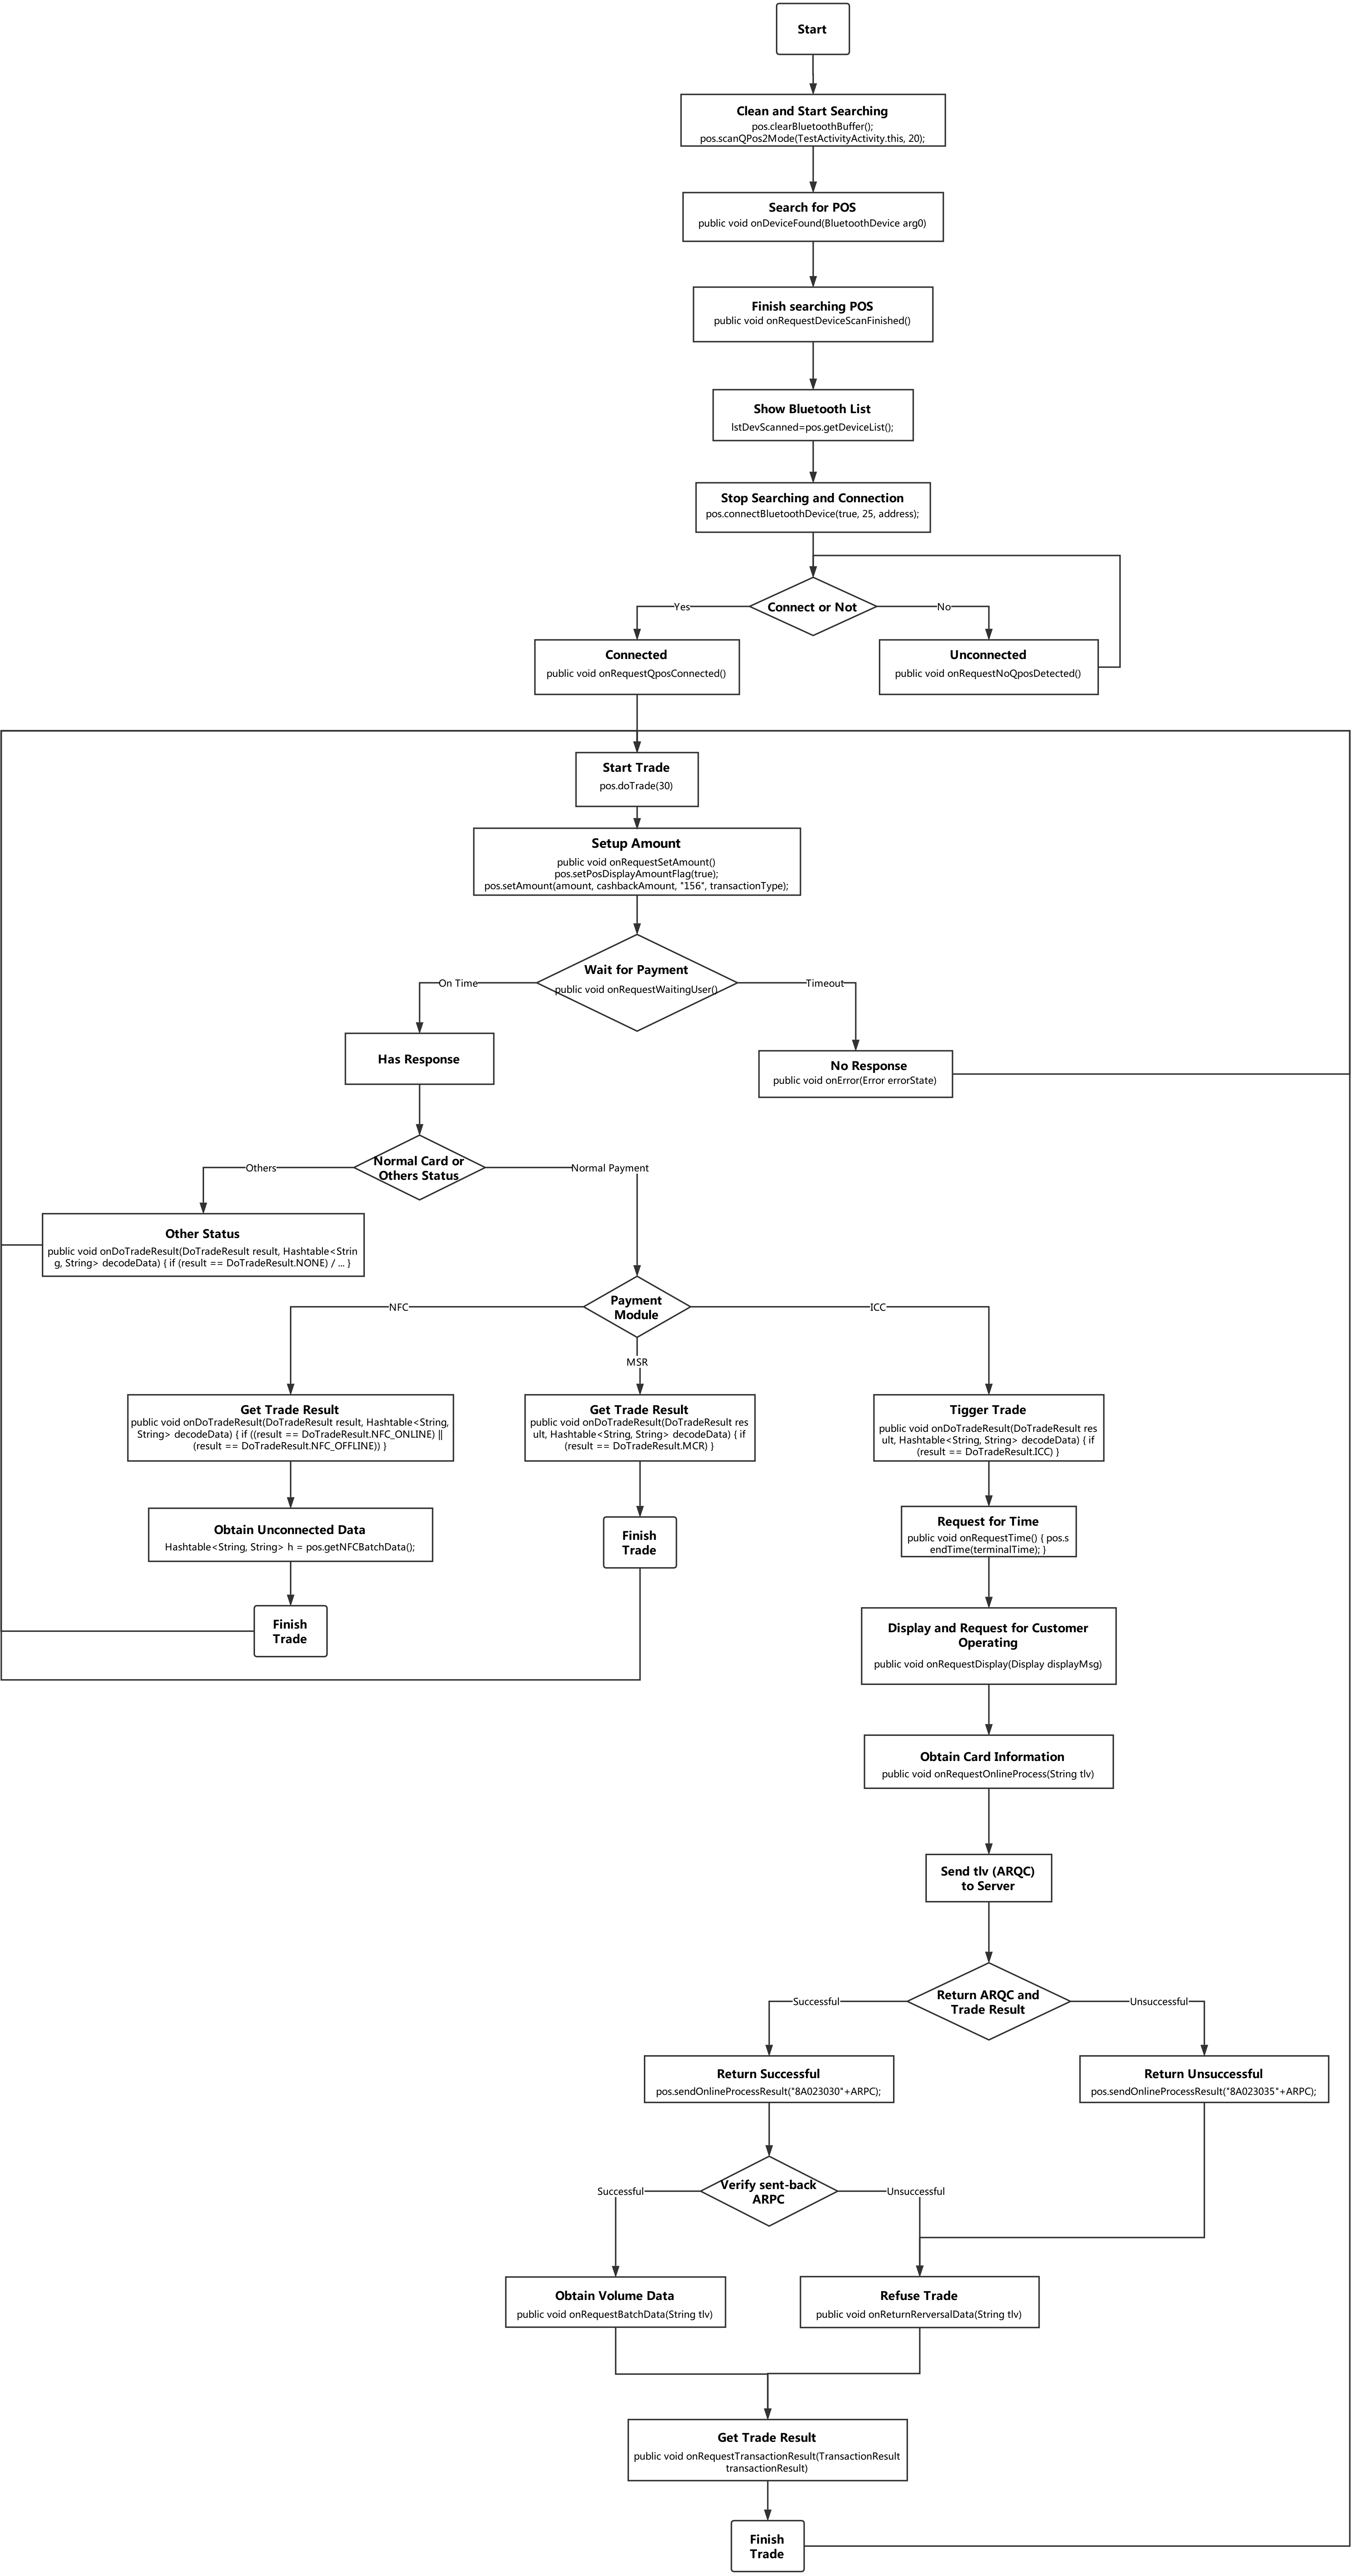 Start
Clean and Start Searching
pos.clearBluetoothBuffer();
pos.scanQPos2Mode(TestActivityActivity.this, 20);
Search for POS
public void onDeviceFound(BluetoothDevice arg0)
Finish searching POS
public void onRequestDeviceScanFinished()
Show Bluetooth List
lstDevScanned=pos.getDeviceList();
Stop Searching and Connection
pos.connectBluetoothDevice(true, 25, address);
Connect or Not
Yes
No
Connected
public void onRequestQposConnected()
Unconnected
public void onRequestNoQposDetected()
Start Trade
pos.doTrade(30)
Setup Amount
public void onRequestSetAmount()
pos.setPosDisplayAmountFlag(true);
pos.setAmount(amount, cashbackAmount, "156", transactionType);
Wait for Payment
public void onRequestWaitingUser()
On Time
Timeout
Has Response
No Response
public void onError(Error errorState)
Normal Card or
Others Status
Others
Normal Payment
Other Status
public void onDoTradeResult(DoTradeResult result, Hashtable<Strin
g, String> decodeData) { if (result == DoTradeResult.NONE) / ... }
Payment
Module
NFC
MSR
ICC
Get Trade Result
public void onDoTradeResult(DoTradeResult result, Hashtable<String,
String> decodeData) { if ((result == DoTradeResult.NFC_ONLINE) ||
(result == DoTradeResult.NFC_OFFLINE)) }
Get Trade Result
public void onDoTradeResult(DoTradeResult res
ult, Hashtable<String, String> decodeData) { if
(result == DoTradeResult.MCR) }
Tigger Trade
public void onDoTradeResult(DoTradeResult res
ult, Hashtable<String, String> decodeData) { if
(result == DoTradeResult.ICC) }
Obtain Unconnected Data
Hashtable<String, String> h = pos.getNFCBatchData();
Finish
Trade
Request for Time
public void onRequestTime() { pos.s
endTime(terminalTime); }
Finish
Trade
Display and Request for Customer
Operating
public void onRequestDisplay(Display displayMsg)
Obtain Card Information
public void onRequestOnlineProcess(String tlv)
Send tlv (ARQC)
to Server
Return ARQC and
Trade Result
Successful
Unsuccessful
Return Successful
pos.sendOnlineProcessResult("8A023030"+ARPC);
Return Unsuccessful
pos.sendOnlineProcessResult("8A023035"+ARPC);
Verify sent-back
ARPC
Successful
Unsuccessful
Obtain Volume Data
public void onRequestBatchData(String tlv)
Refuse Trade
public void onReturnRerversalData(String tlv)
Get Trade Result
public void onRequestTransactionResult(TransactionResult
transactionResult)
Finish
Trade